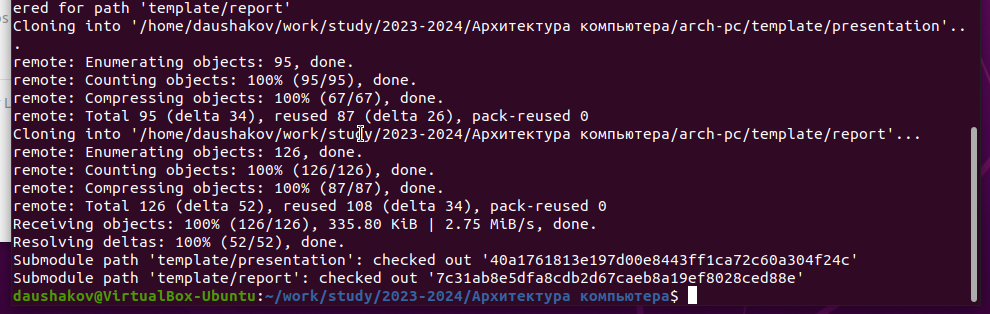 ered for path 'template/report'
Cloning into '/home/daushakov/work/study/2023-2024/Архитектура компьютера/arch-pc/template/presentation'..
.
remote: Enumerating objects: 95, done.
remote: Counting objects: 100% (95/95), done.
remote: Compressing objects: 100% (67/67), done.
remote: Total 95 (delta 34), reused 87 (delta 26), pack-reused 0
Cloning into '/home/daushakov/work/study/2023-2024/Архитектура компьютера/arch-pc/template/report'...
remote: Enumerating objects: 126, done.
remote: Counting objects: 100% (126/126), done.
remote: Compressing objects: 100% (87/87), done.
remote: Total 126 (delta 52), reused 108 (delta 34), pack-reused 0
Receiving objects: 100% (126/126), 335.80 KiB | 2.75 MiB/s, done.
Resolving deltas: 100% (52/52), done.
Submodule path 'template/presentation': checked out '40a1761813e197d00e8443ff1ca72c60a304f24c'
Submodule path 'template/report': checked out '7c31ab8e5dfa8cdb2d67caeb8a19ef8028ced88e'
daushakov@VirtualBox-Ubuntu:~/work/study/2023-2024/Архитектура компьютера$